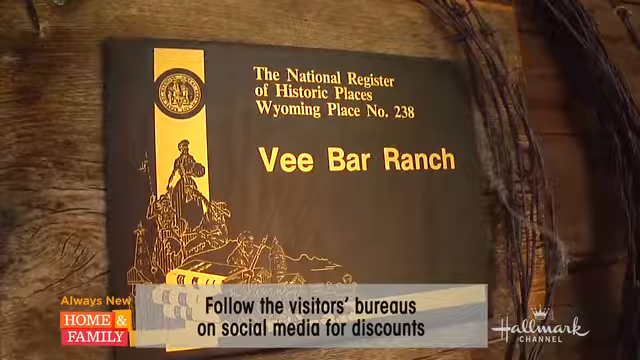 The National Register
of Historic Places
Wyoming Place No. 238
Vee Bar Ranch
Always New
HOME &
FAMILY
Follow the visitors' bureaus
on social media for discounts
Hallmark
CHANNEL